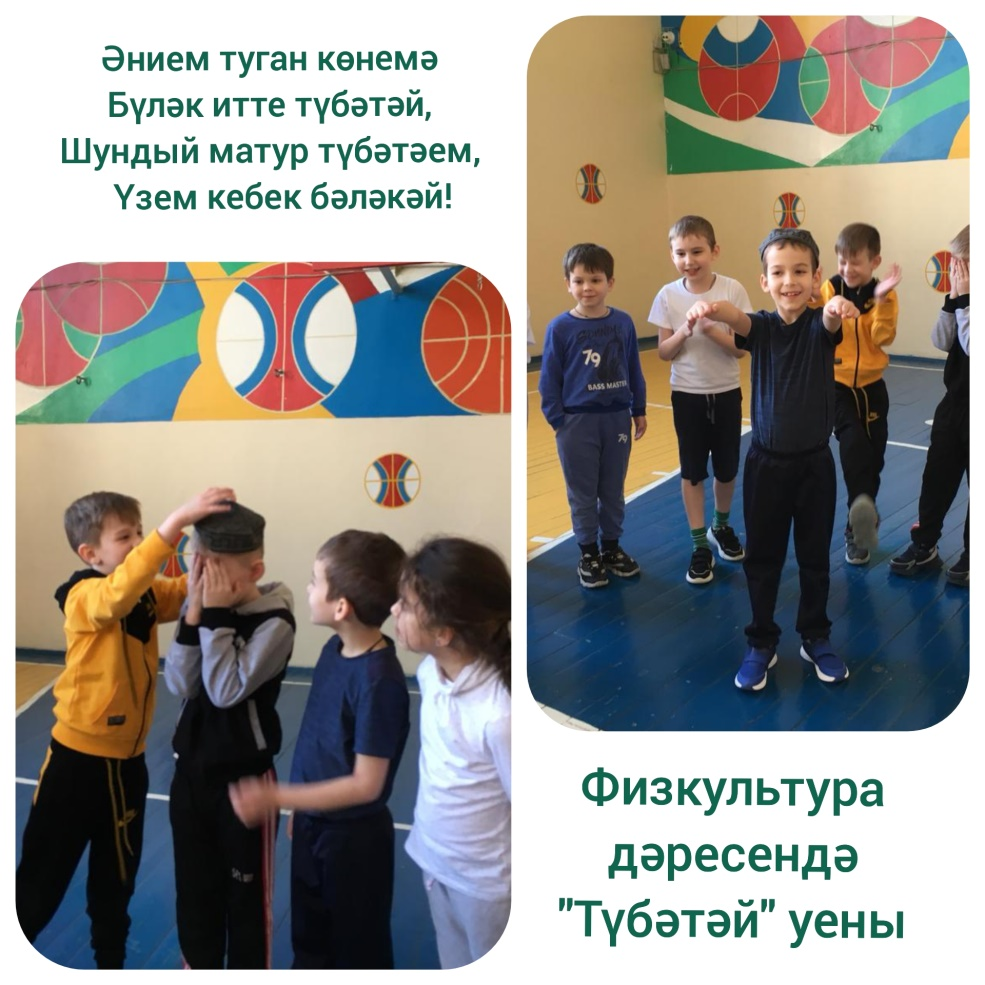 Әнием туган көнемә
Бүләк итте түбәтәй,
Шундый матур түбәтәем,
Үзем кебек бәләкәй!
79
BASS MASTER
79
Физкультура
дәресендә
"Түбәтәй" уены